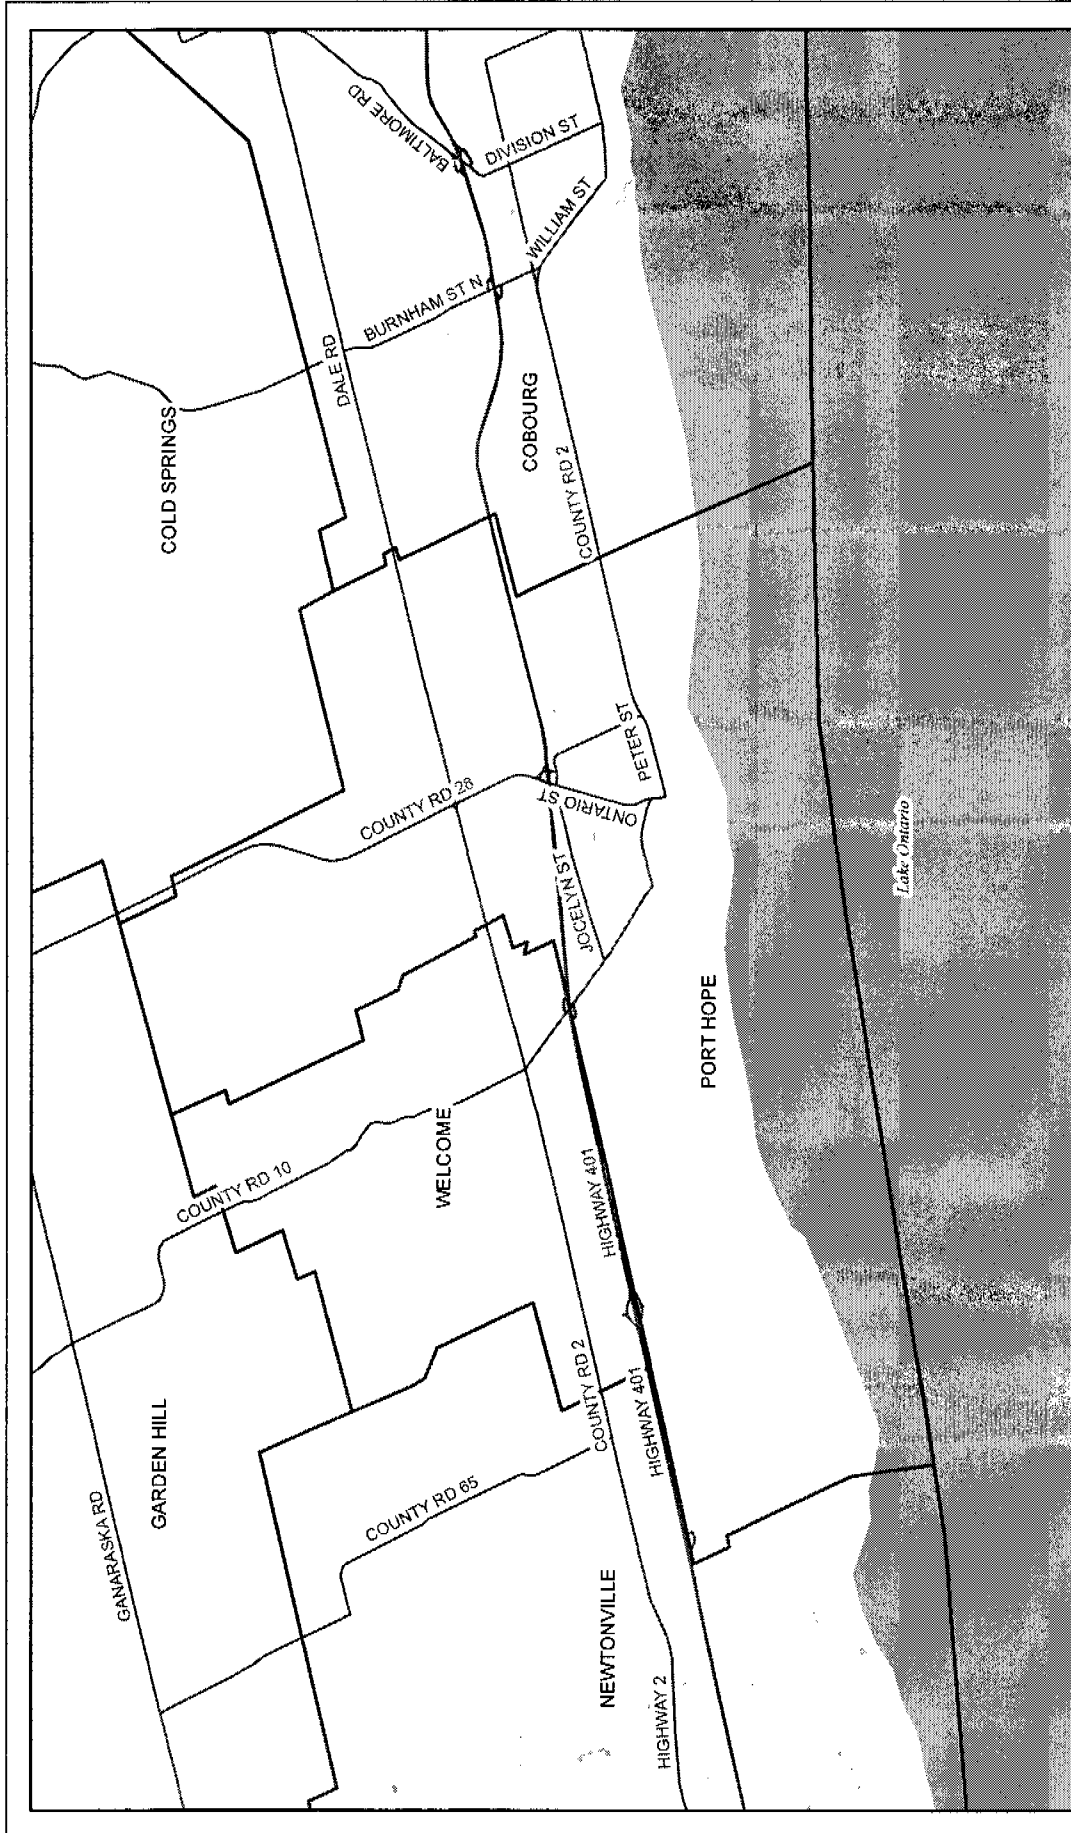 GANARASKA RD
GARDEN HILL
COUNTY RD 10
COLD SPRINGS
COUNTY RD 65
WELCOME
COUNTY RD 28
DALE RD
BURNHAM ST N
BALTIMORE RD
DIVISION ST
WILLIAM ST
COBOURG
COUNTY RD 2
NEWTONVILLE
HIGHWAY 2
COUNTY RD 2
HIGHWAY 401
HIGHWAY 401
JOCELYN ST
ONTARIO ST
PETER ST
PORT HOPE
Lake Ontario